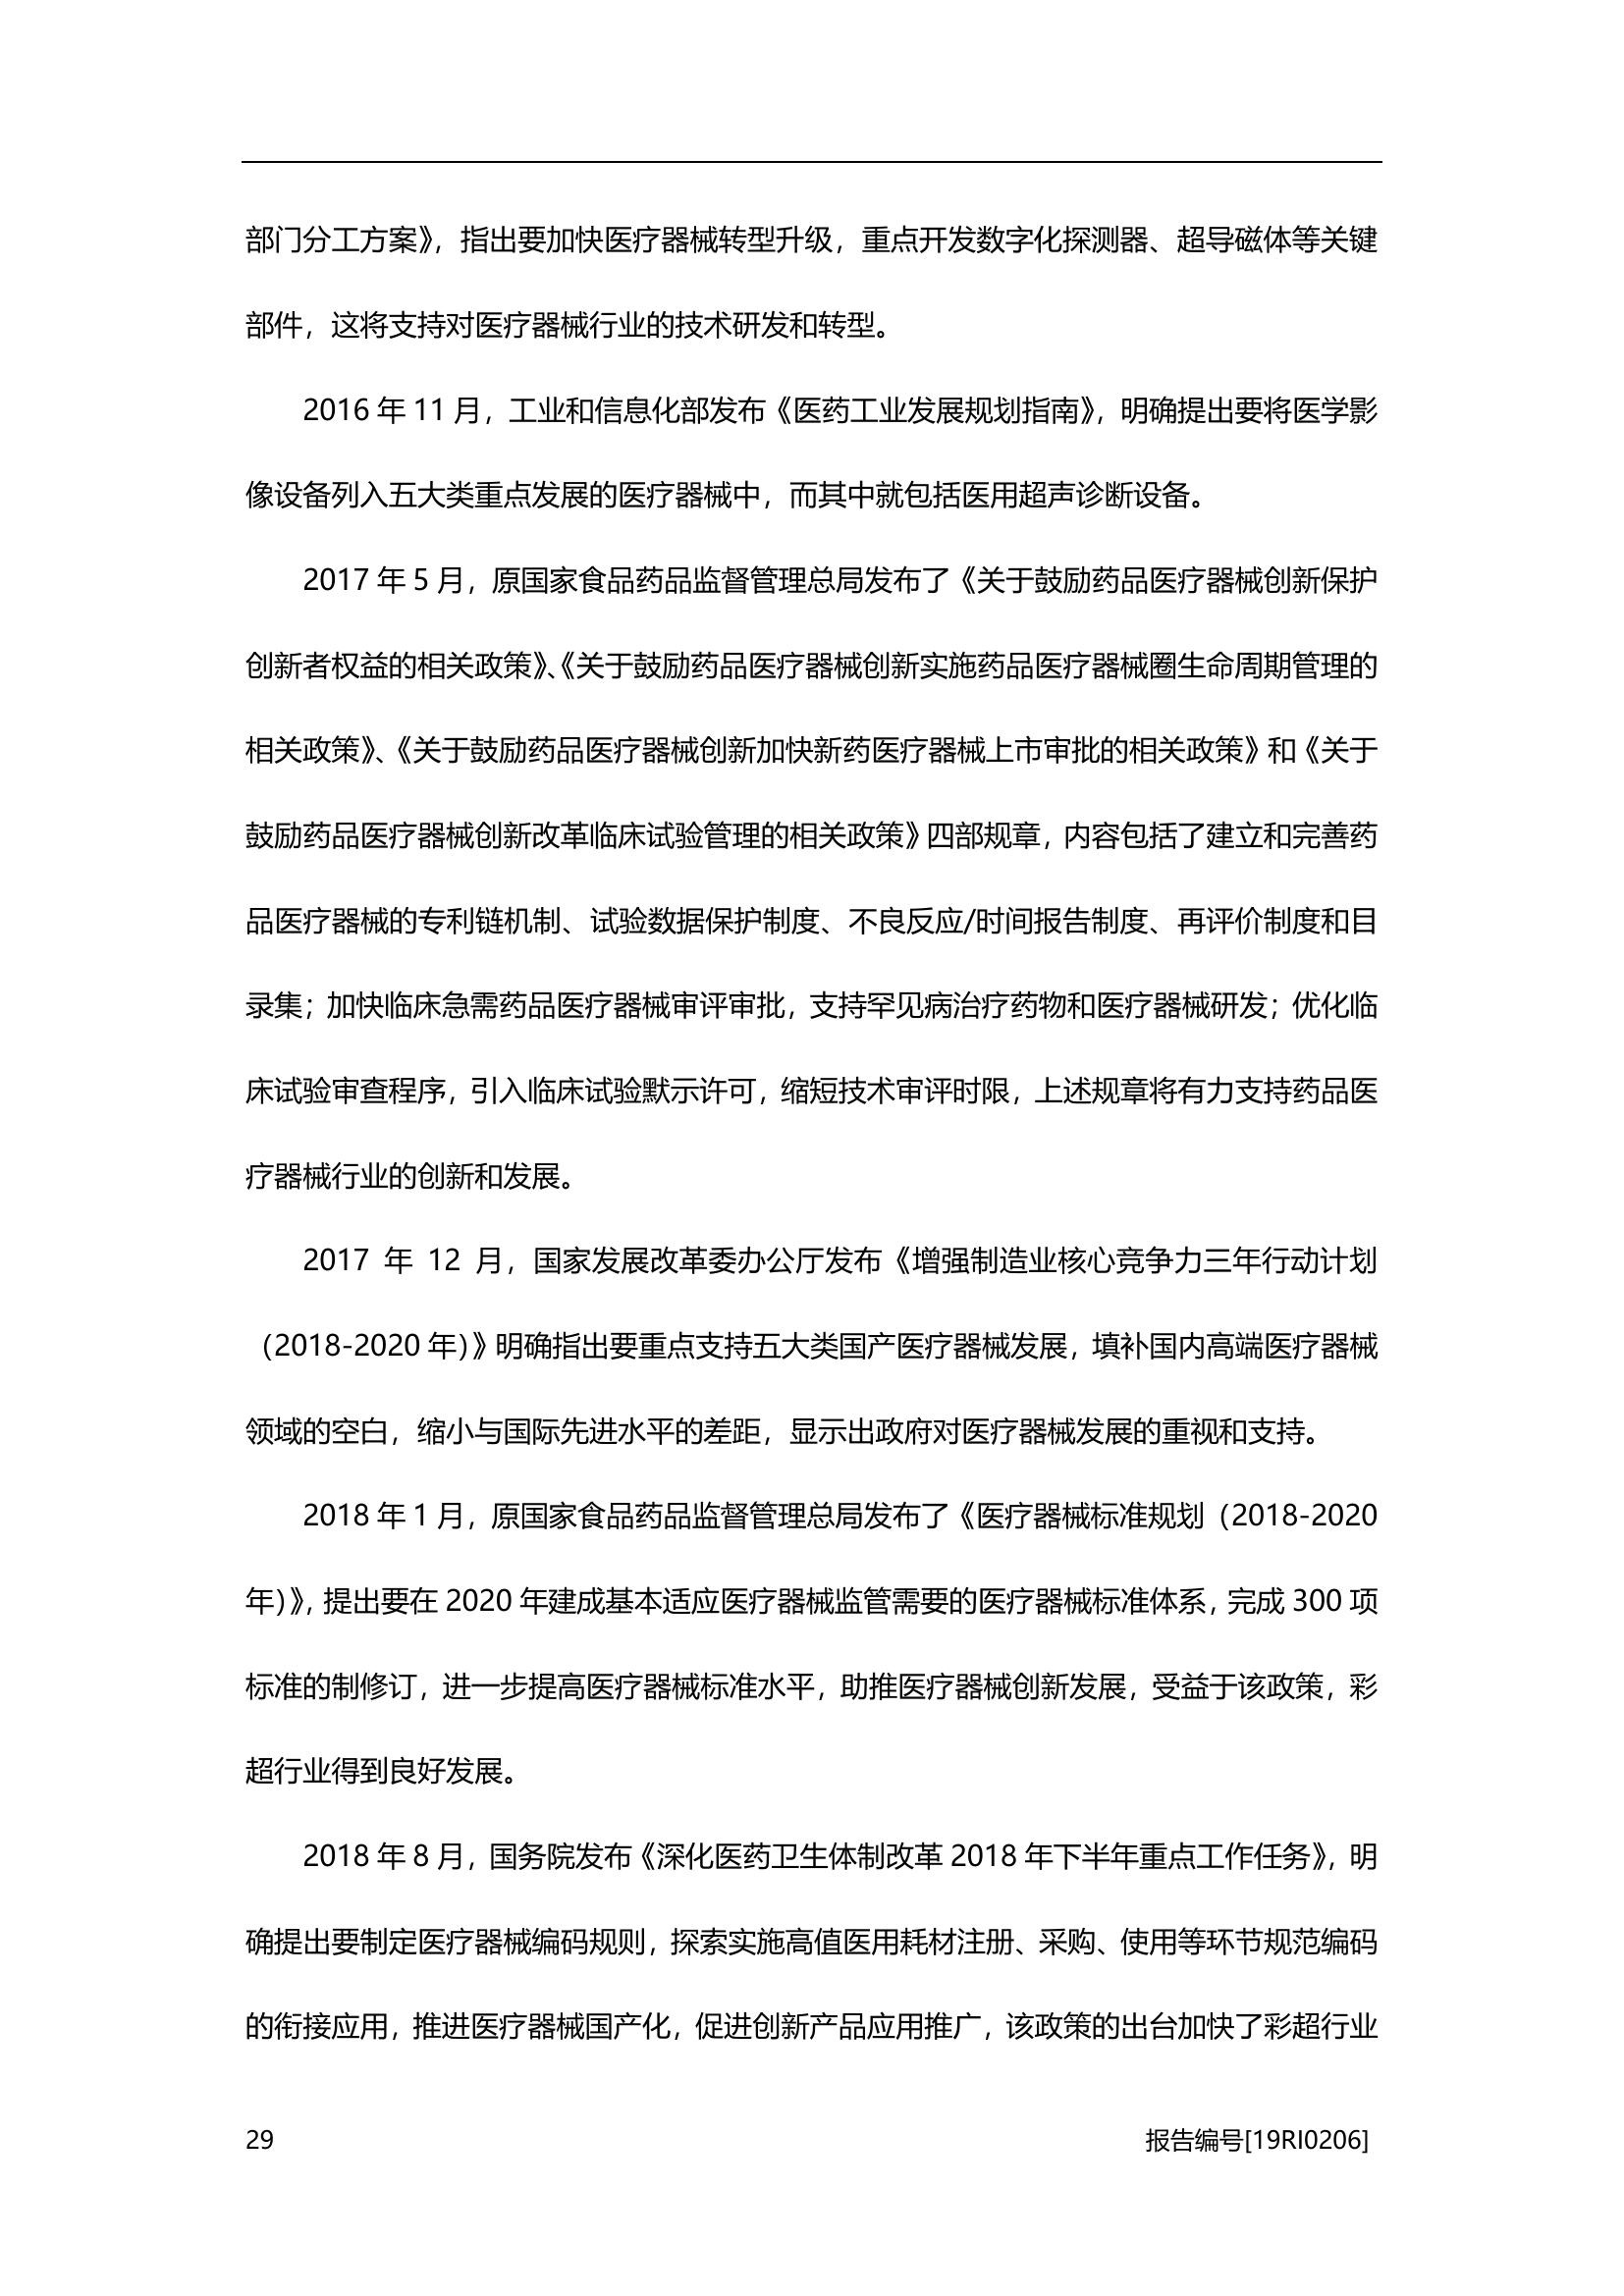 部门分工方案》，指出要加快医疗器械转型升级，重点开发数字化探测器、超导磁体等关键
部件，这将支持对医疗器械行业的技术研发和转型。
2016 年 11 月，工业和信息化部发布《医药工业发展规划指南》，明确提出要将医学影
像设备列入五大类重点发展的医疗器械中，而其中就包括医用超声诊断设备。
2017 年 5 月，原国家食品药品监督管理总局发布了《关于鼓励药品医疗器械创新保护
创新者权益的相关政策》、《关于鼓励药品医疗器械创新实施药品医疗器械圈生命周期管理的
相关政策》、《关于鼓励药品医疗器械创新加快新药医疗器械上市审批的相关政策》和《关于
鼓励药品医疗器械创新改革临床试验管理的相关政策》四部规章，内容包括了建立和完善药
品医疗器械的专利链机制、试验数据保护制度、不良反应/时间报告制度、再评价制度和目
录集；加快临床急需药品医疗器械审评审批，支持罕见病治疗药物和医疗器械研发；优化临
床试验审查程序，引入临床试验默示许可，缩短技术审评时限，上述规章将有力支持药品医
疗器械行业的创新和发展。
2017 年 12 月，国家发展改革委办公厅发布《增强制造业核心竞争力三年行动计划
（2018-2020 年）》明确指出要重点支持五大类国产医疗器械发展，填补国内高端医疗器械
领域的空白，缩小与国际先进水平的差距，显示出政府对医疗器械发展的重视和支持。
2018 年 1 月，原国家食品药品监督管理总局发布了《医疗器械标准规划（2018-2020
年）》，提出要在 2020 年建成基本适应医疗器械监管需要的医疗器械标准体系，完成 300 项
标准的制修订，进一步提高医疗器械标准水平，助推医疗器械创新发展，受益于该政策，彩
超行业得到良好发展。
2018 年 8 月，国务院发布《深化医药卫生体制改革 2018 年下半年重点工作任务》，明
确提出要制定医疗器械编码规则，探索实施高值医用耗材注册、采购、使用等环节规范编码
的衔接应用，推进医疗器械国产化，促进创新产品应用推广，该政策的出台加快了彩超行业
29 报告编号[19RI0206]